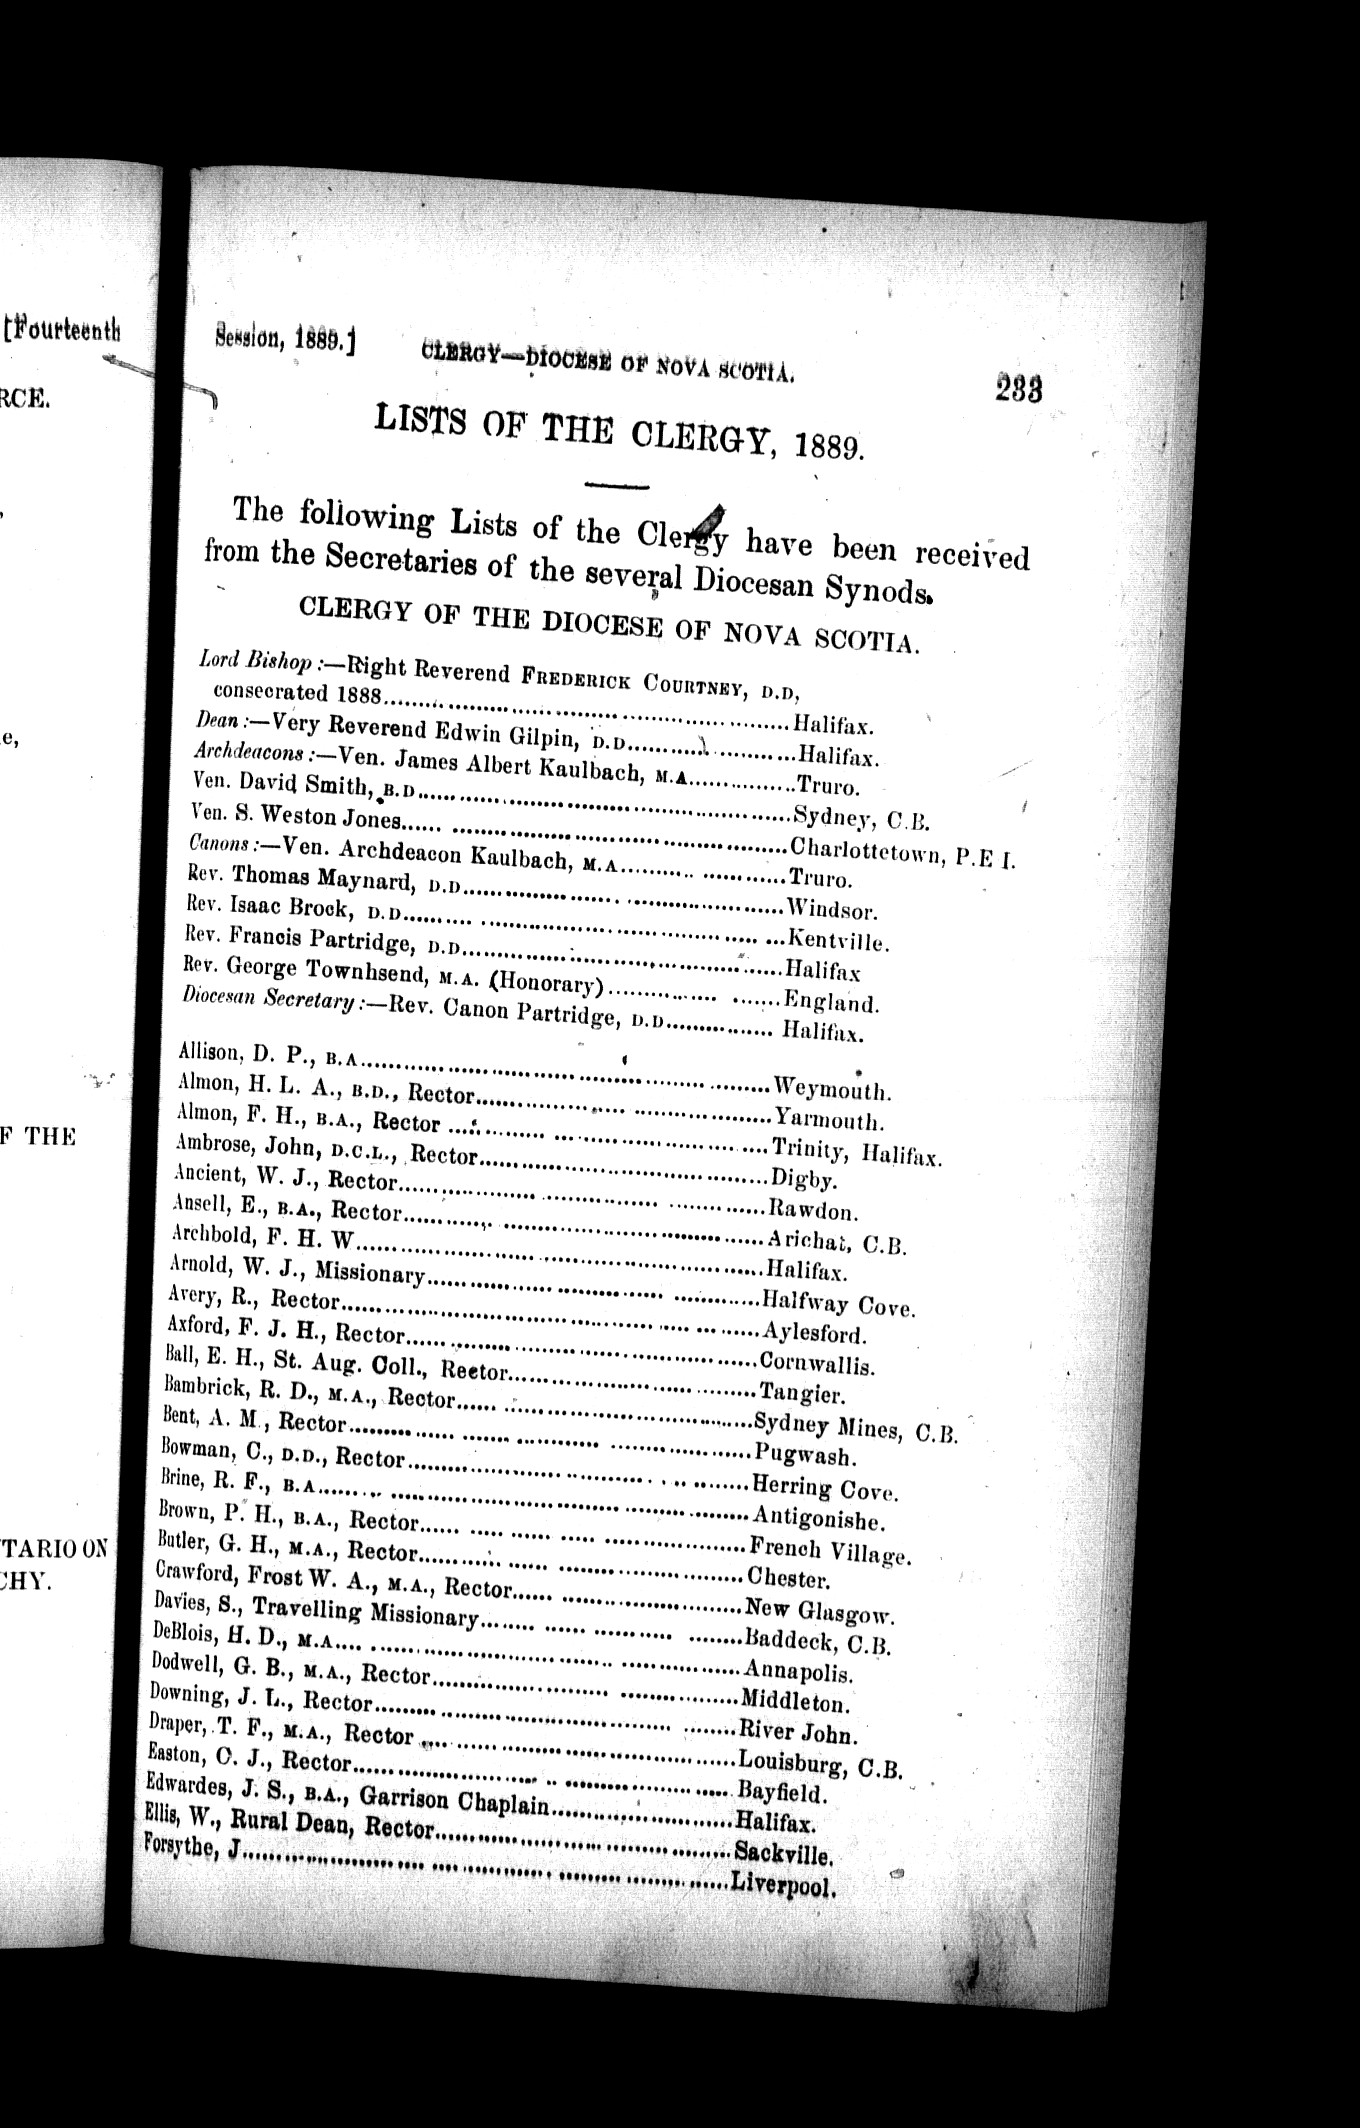 [Fourteenth
RCE.
e,
F THE
TARIO ON
CHY.
Session, 1889.] CLERGY—DIOCESE OF NOVA SCOTIA. 233
LISTS OF THE CLERGY, 1889.
The following Lists of the Clergy have been received
from the Secretaries of the several Diocesan Synods.
CLERGY OF THE DIOCESE OF NOVA SCOTIA.
Lord Bishop:—Right Reverend FREDERICK COURTNEY, D.D,
consecrated 1888........Halifax.
Dean:—Very Reverend Edwin Gilpin, D.D........Halifax.
Archdeacons:—Ven. James Albert Kaulbach, M.A........Truro.
Ven. David Smith, B.D........Sydney, C.B.
Ven. S. Weston Jones........Charlottetown, P.E I.
Canons:—Ven. Archdeacon Kaulbach, M.A........Truro.
Rev. Thomas Maynard, D.D........Windsor.
Rev. Isaac Brock, D.D........Kentville.
Rev. Francis Partridge, D.D........Halifax
Rev. George Townhsend, M.A. (Honorary)........England.
Diocesan Secretary:—Rev. Canon Partridge, D.D........Halifax.
Allison, D. P., B.A........Weymouth.
Almon, H. L. A., B.D., Rector........Yarmouth.
Almon, F. H., B.A., Rector........Trinity, Halifax.
Ambrose, John, D.C.L., Rector........Digby.
Ancient, W. J., Rector........Rawdon.
Ansell, E., B.A., Rector........Arichat, C.B.
Archbold, F. H. W........Halifax.
Arnold, W. J., Missionary........Halfway Cove.
Avery, R., Rector........Aylesford.
Axford, F. J. H., Rector........Cornwallis.
Ball, E. H., St. Aug. Coll., Rector........Tangier.
Bambrick, R. D., M.A., Rector........Sydney Mines, C.B.
Bent, A. M., Rector........Pugwash.
Bowman, C., D.D., Rector........Herring Cove.
Brine, R. F., B.A........Antigonishe.
Brown, P. H., B.A., Rector........French Village.
Butler, G. H., M.A., Rector........Chester.
Crawford, Frost W. A., M.A., Rector........New Glasgow.
Davies, S., Travelling Missionary........Baddeck, C.B.
DeBlois, H. D., M.A........Annapolis.
Dodwell, G. B., M.A., Rector........Middleton.
Downing, J. L., Rector........River John.
Draper, T. F., M.A., Rector........Louisburg, C.B.
Easton, C. J., Rector........Bayfield.
Edwardes, J. S., B.A., Garrison Chaplain........Halifax.
Ellis, W., Rural Dean, Rector........Sackville.
Forsythe, J........Liverpool.